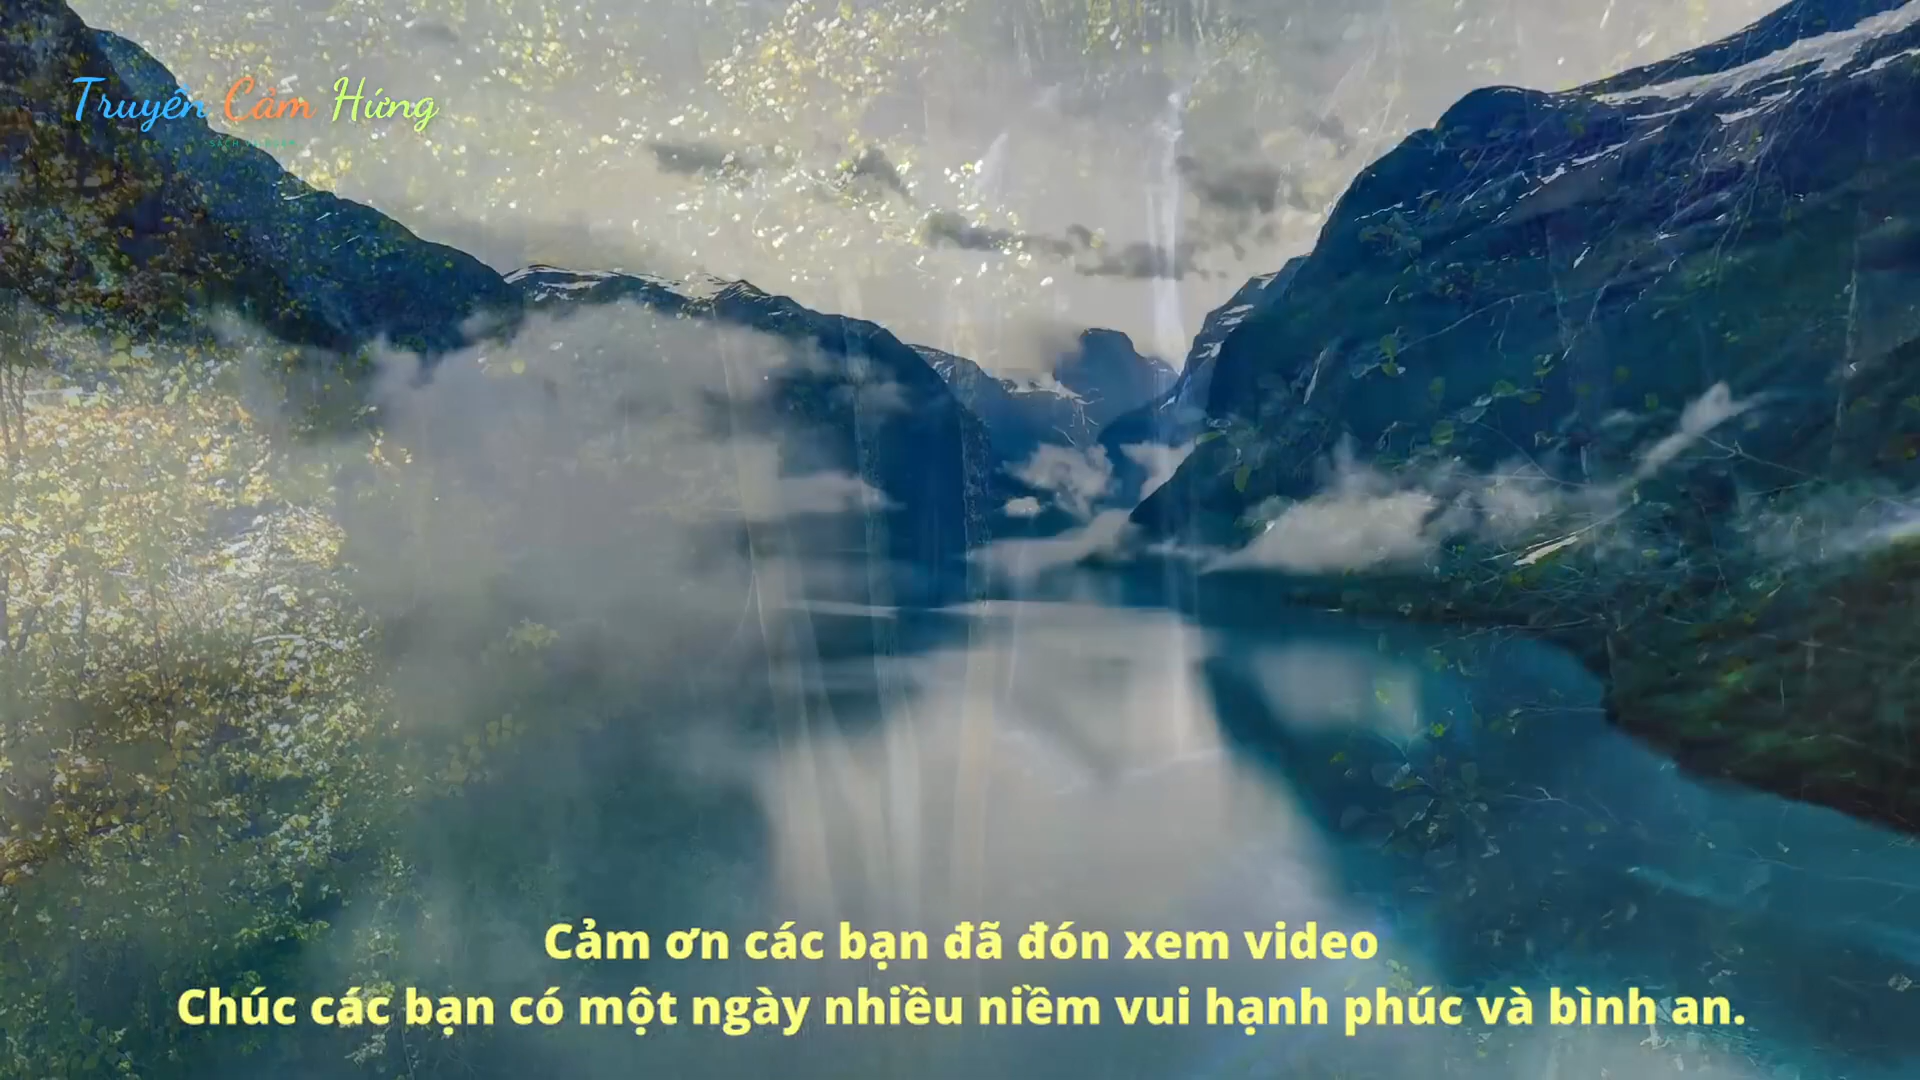 Truyền Cảm Hứng
Cảm ơn các bạn đã đón xem video
Chúc các bạn có một ngày nhiều niềm vui hạnh phúc và bình an.